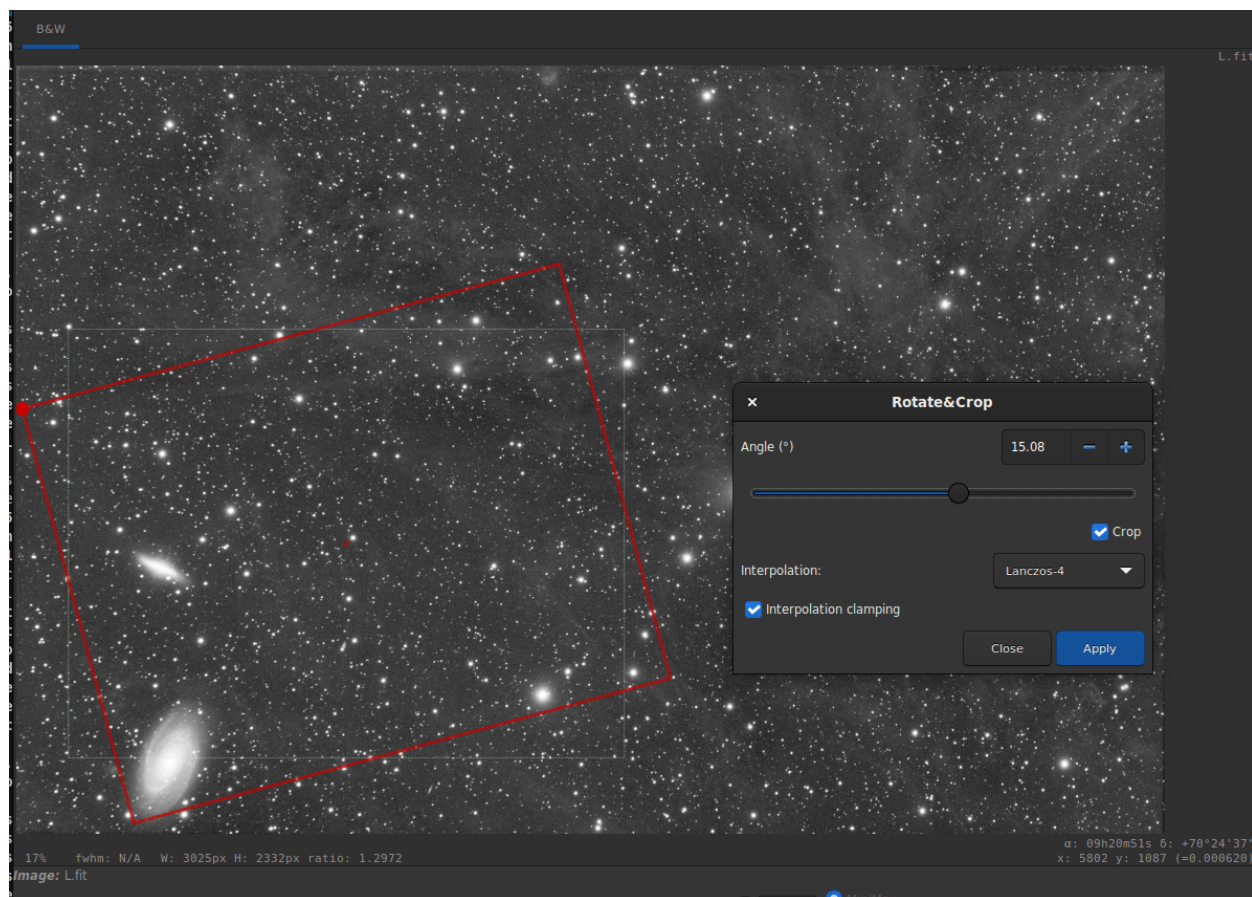 B&W
L.fit
Rotate&Crop
Angle (°)
15.08
Crop
Interpolation:
Lanczos-4
Interpolation clamping
Close
Apply
α: 09h20m51s δ: +70°24'37"
17% fwhm: N/A W: 3025px H: 2332px ratio: 1.2972
x: 5802 y: 1087 (=0.000620)
Image: L.fit